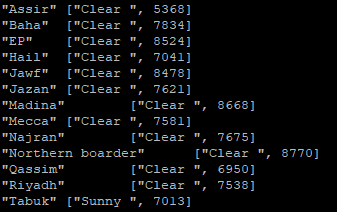 "Assir" ["Clear ", 5368]
"Baha" ["Clear ", 7834]
"EP" ["Clear ", 8524]
"Hail" ["Clear ", 7041]
"Jawf" ["Clear ", 8478]
"Jazan" ["Clear ", 7621]
"Madina" ["Clear ", 8668]
"Mecca" ["Clear ", 7581]
"Najran" ["Clear ", 7675]
"Northern boarder" ["Clear ", 8770]
"Qassim" ["Clear ", 6950]
"Riyadh" ["Clear ", 7538]
"Tabuk" ["Sunny ", 7013]